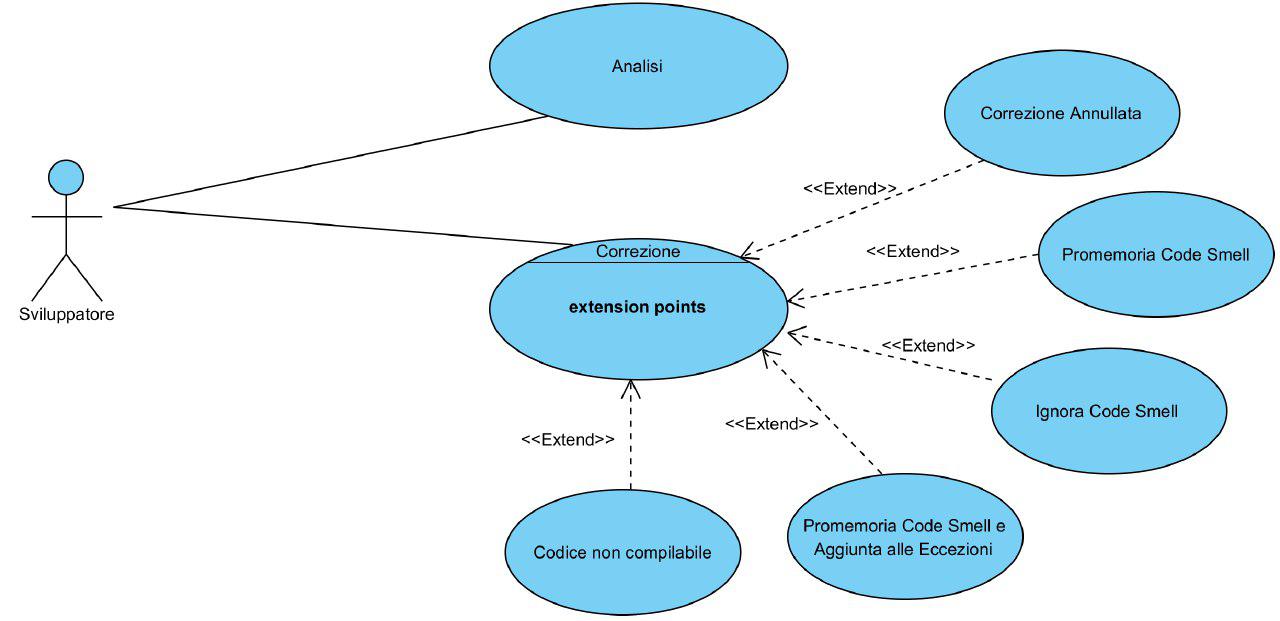 Analisi
Correzione Annullata
<<Extend>>
Correzione
<<Extend>>
Promemoria Code Smell
extension points
Sviluppatore
<<Extend>>
Ignora Code Smell
<<Extend>>
<<Extend>>
Promemoria Code Smell e
Aggiunta alle Eccezioni
Codice non compilabile